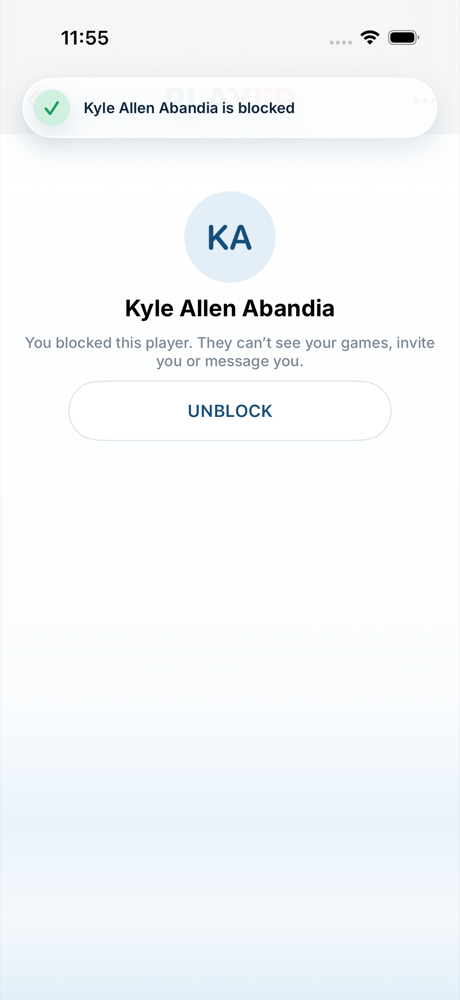 11:55
PLAYER
Kyle Allen Abandia is blocked
KA
Kyle Allen Abandia
You blocked this player. They can’t see your games, invite
you or message you.
UNBLOCK